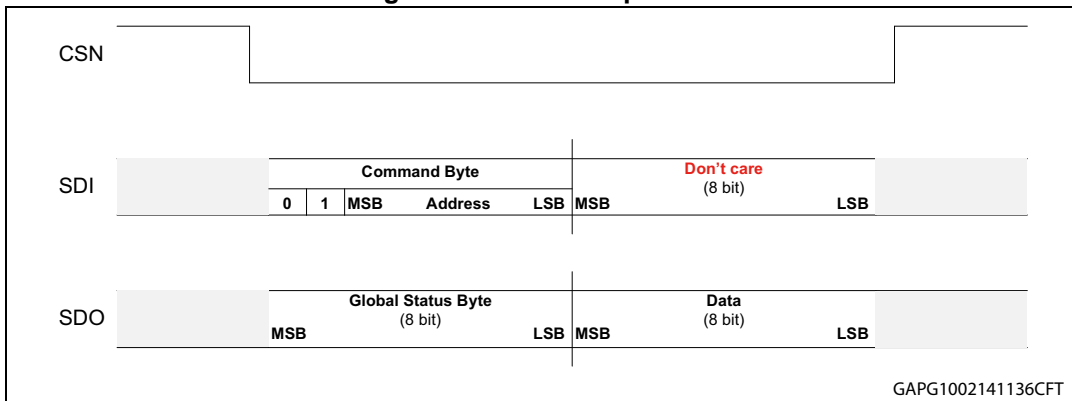 CSN
Command Byte
Don't care
(8 bit)
SDI
0 1 MSB Address LSB MSB LSB
Global Status Byte
(8 bit)
Data
(8 bit)
SDO
MSB LSB MSB LSB
GAPG1002141136CFT